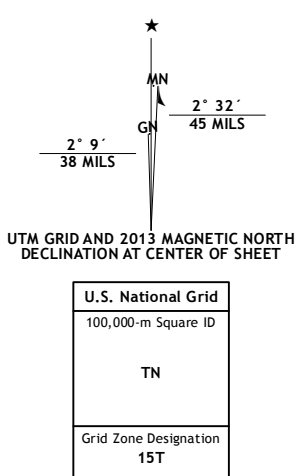 ★
MN
2° 32´
45 MILS
GN
2° 9´
38 MILS
UTM GRID AND 2013 MAGNETIC NORTH
DECLINATION AT CENTER OF SHEET
U.S. National Grid
100,000-m Square ID
TN
Grid Zone Designation
15T